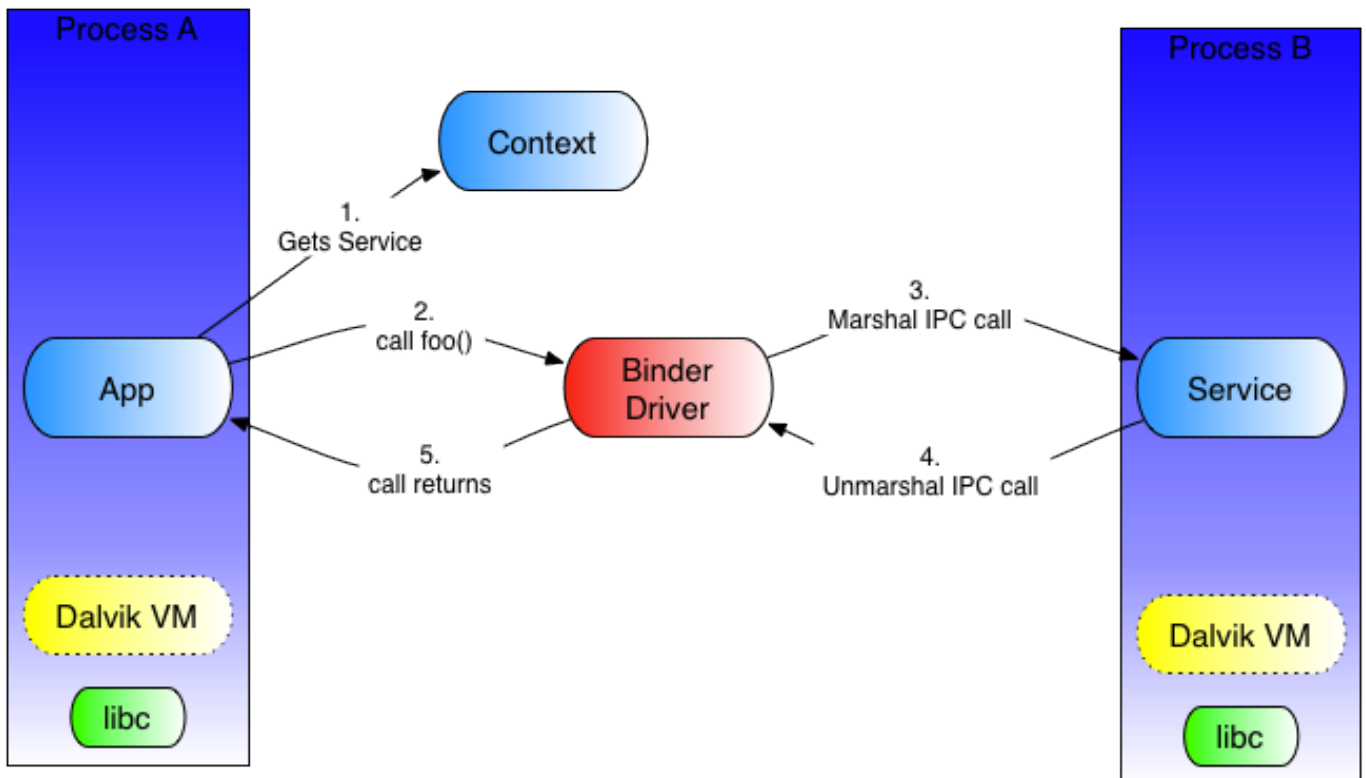 Process A
Process B
Context
1.
Gets Service
2.
call foo()
3.
Marshal IPC call
App
Binder
Driver
Service
5.
call returns
4.
Unmarshal IPC call
Dalvik VM
Dalvik VM
libc
libc